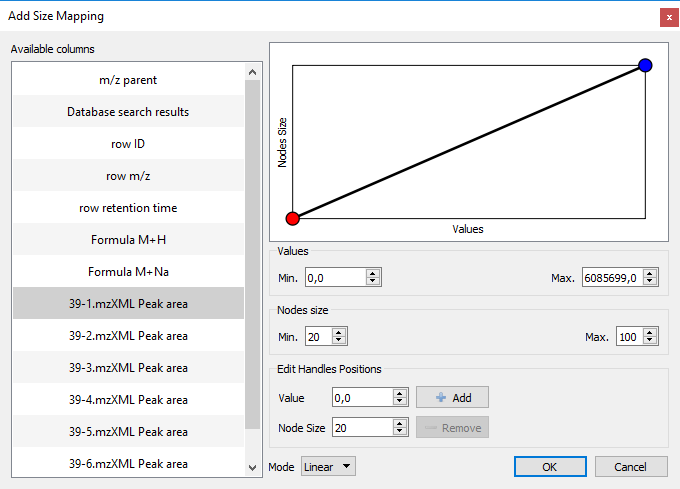 Add Size Mapping
x
Available columns
m/z parent
Database search results
row ID
row m/z
row retention time
Formula M+H
Formula M+Na
39-1.mzXML Peak area
39-2.mzXML Peak area
39-3.mzXML Peak area
39-4.mzXML Peak area
39-5.mzXML Peak area
39-6.mzXML Peak area
Nodes Size
Values
Values
Min. 0,0 Max. 6085699,0
Nodes size
Min. 20 Max. 100
Edit Handles Positions
Value 0,0 Add
Node Size 20 Remove
Mode Linear OK Cancel